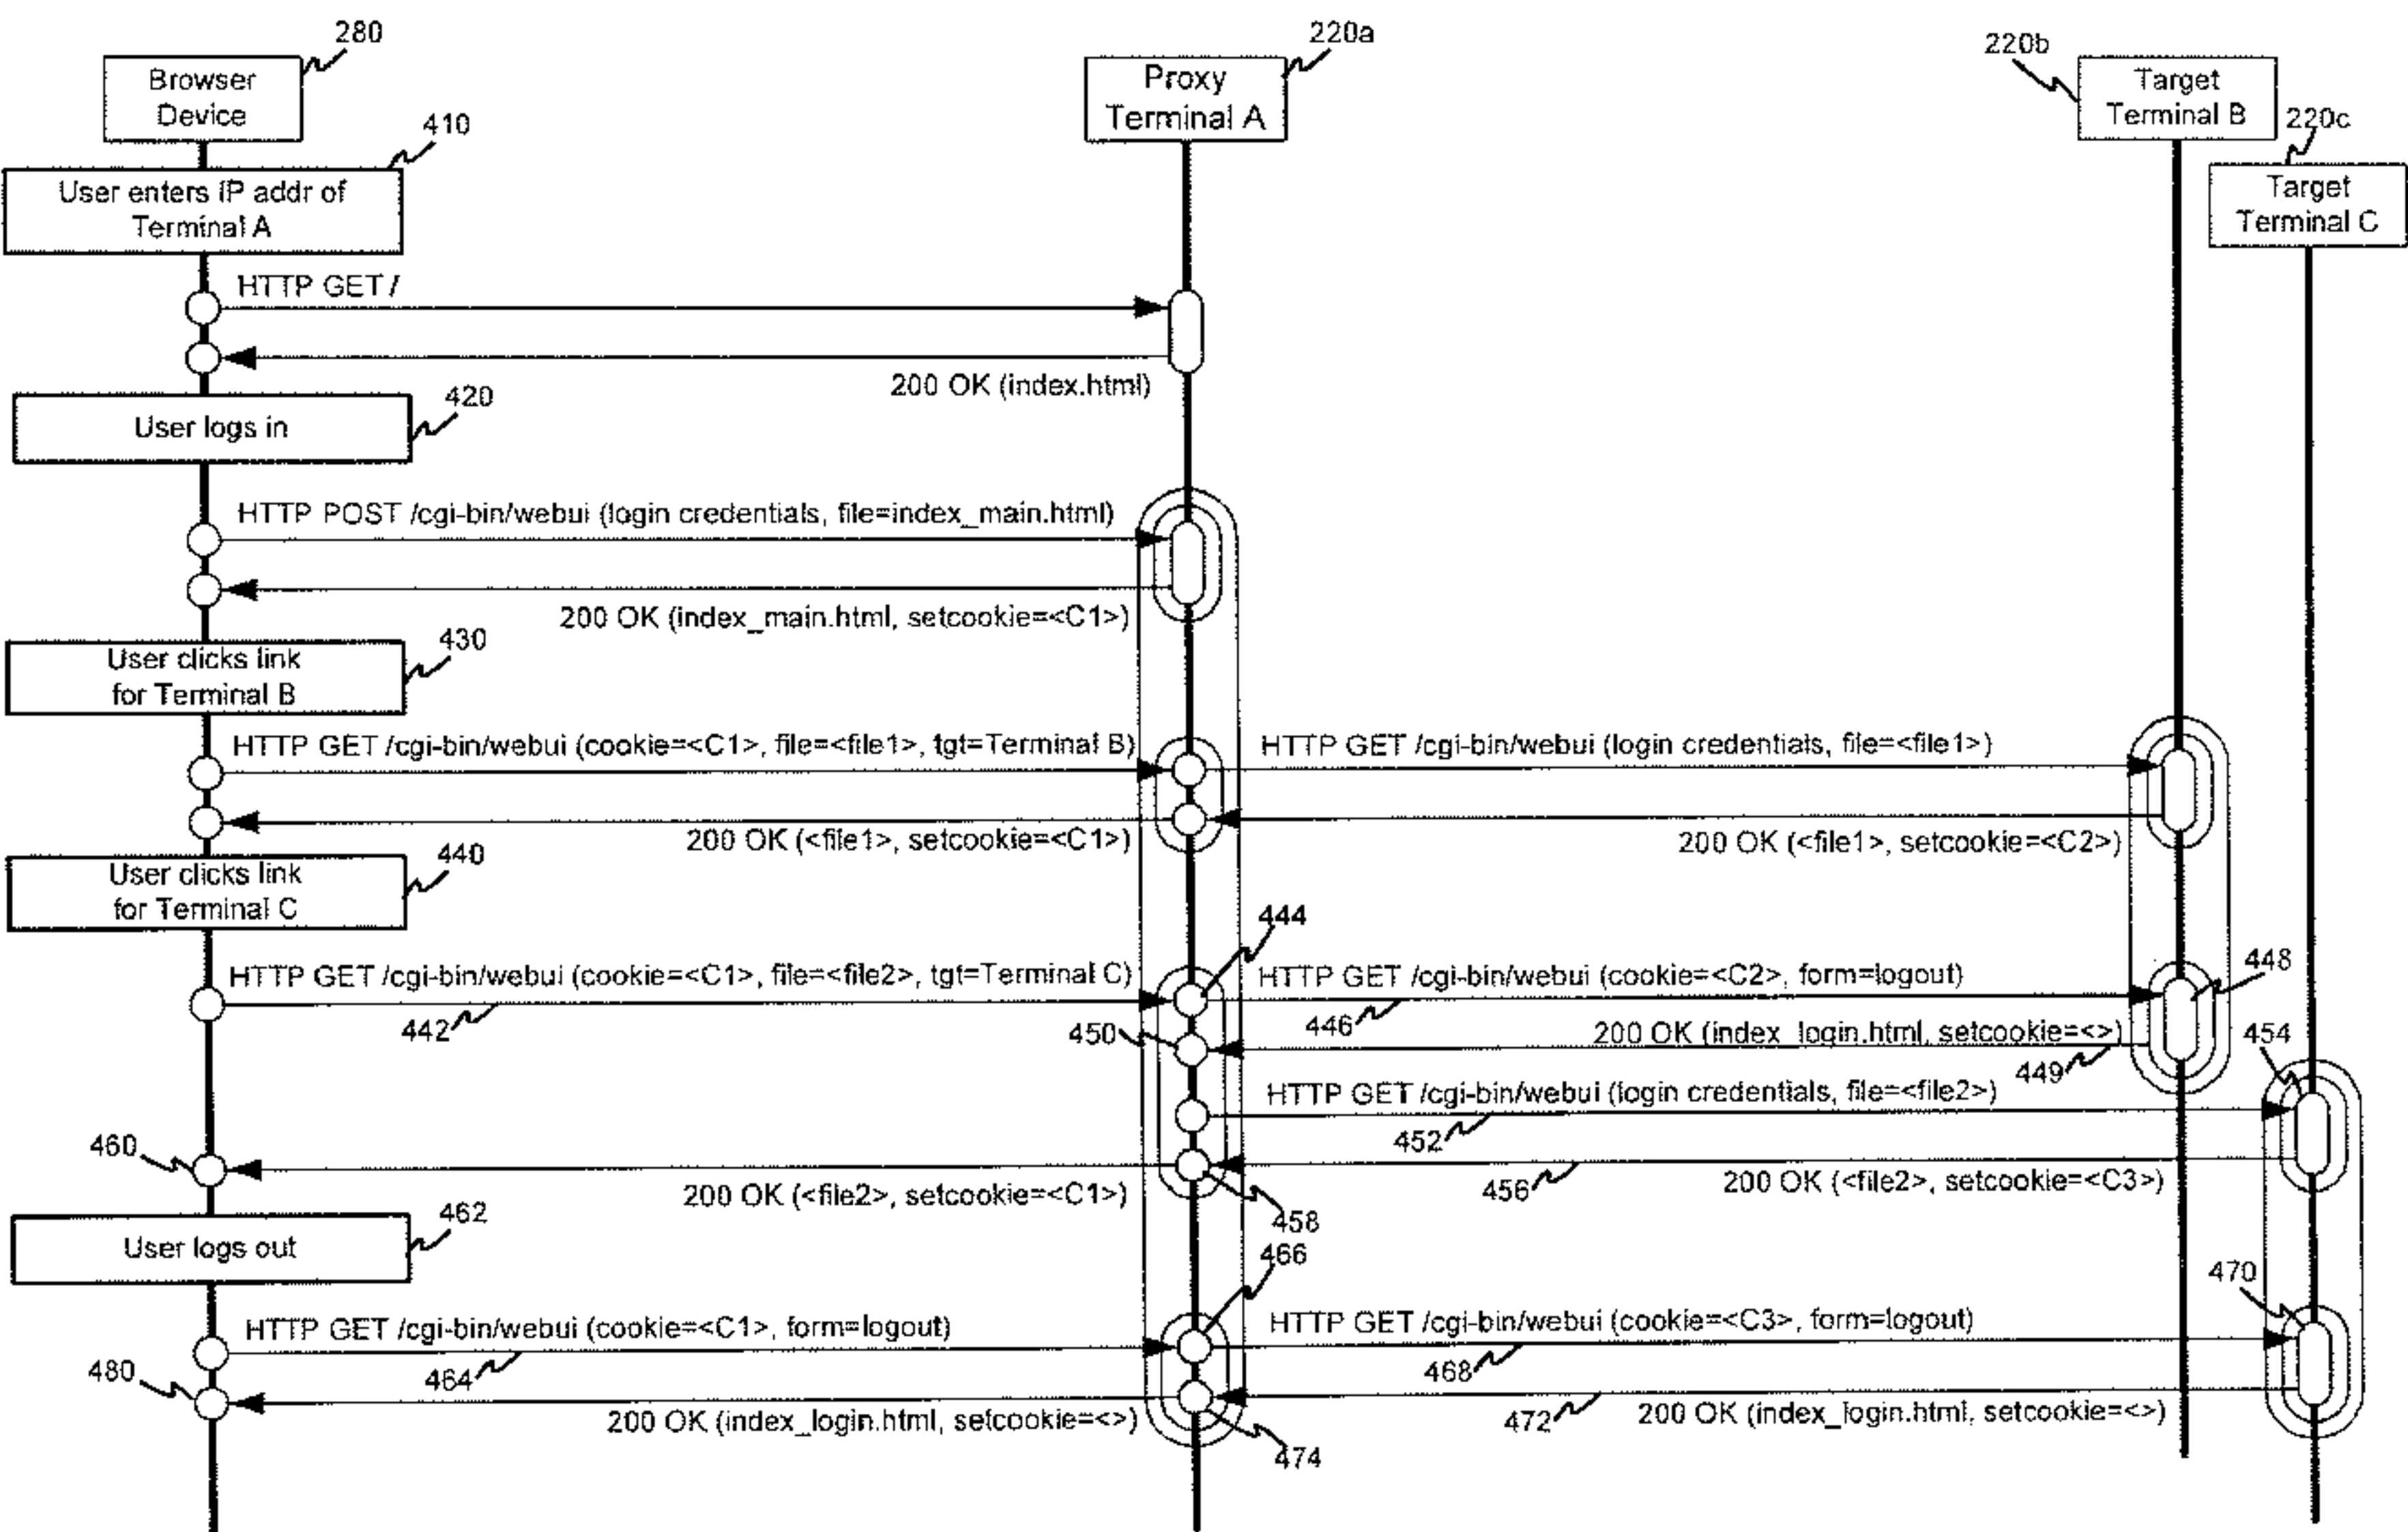 280
220a
220b
Browser
Device
Proxy
Terminal A
Target
Terminal B
220c
410
User enters IP addr of
Terminal A
Target
Terminal C
HTTP GET /
200 OK (index.html)
420
User logs in
HTTP POST /cgi-bin/webui (login credentials, file=index_main.html)
200 OK (index_main.html, setcookie=<C1>)
430
User clicks link
for Terminal B
HTTP GET /cgi-bin/webui (cookie=<C1>, file=<file1>, tgt=Terminal B)
HTTP GET /cgi-bin/webui (login credentials, file=<file1>)
200 OK (<file1>, setcookie=<C1>)
200 OK (<file1>, setcookie=<C2>)
440
User clicks link
for Terminal C
444
HTTP GET /cgi-bin/webui (cookie=<C1>, file=<file2>, tgt=Terminal C)
HTTP GET /cgi-bin/webui (cookie=<C2>, form=logout)
448
442
446
450
200 OK (index_login.html, setcookie=<>)
454
449
HTTP GET /cgi-bin/webui (login credentials, file=<file2>)
452
460
200 OK (<file2>, setcookie=<C1>)
456
200 OK (<file2>, setcookie=<C3>)
458
462
User logs out
466
470
HTTP GET /cgi-bin/webui (cookie=<C1>, form=logout)
HTTP GET /cgi-bin/webui (cookie=<C3>, form=logout)
464
468
480
200 OK (index_login.html, setcookie=<>)
472
200 OK (index_login.html, setcookie=<>)
474